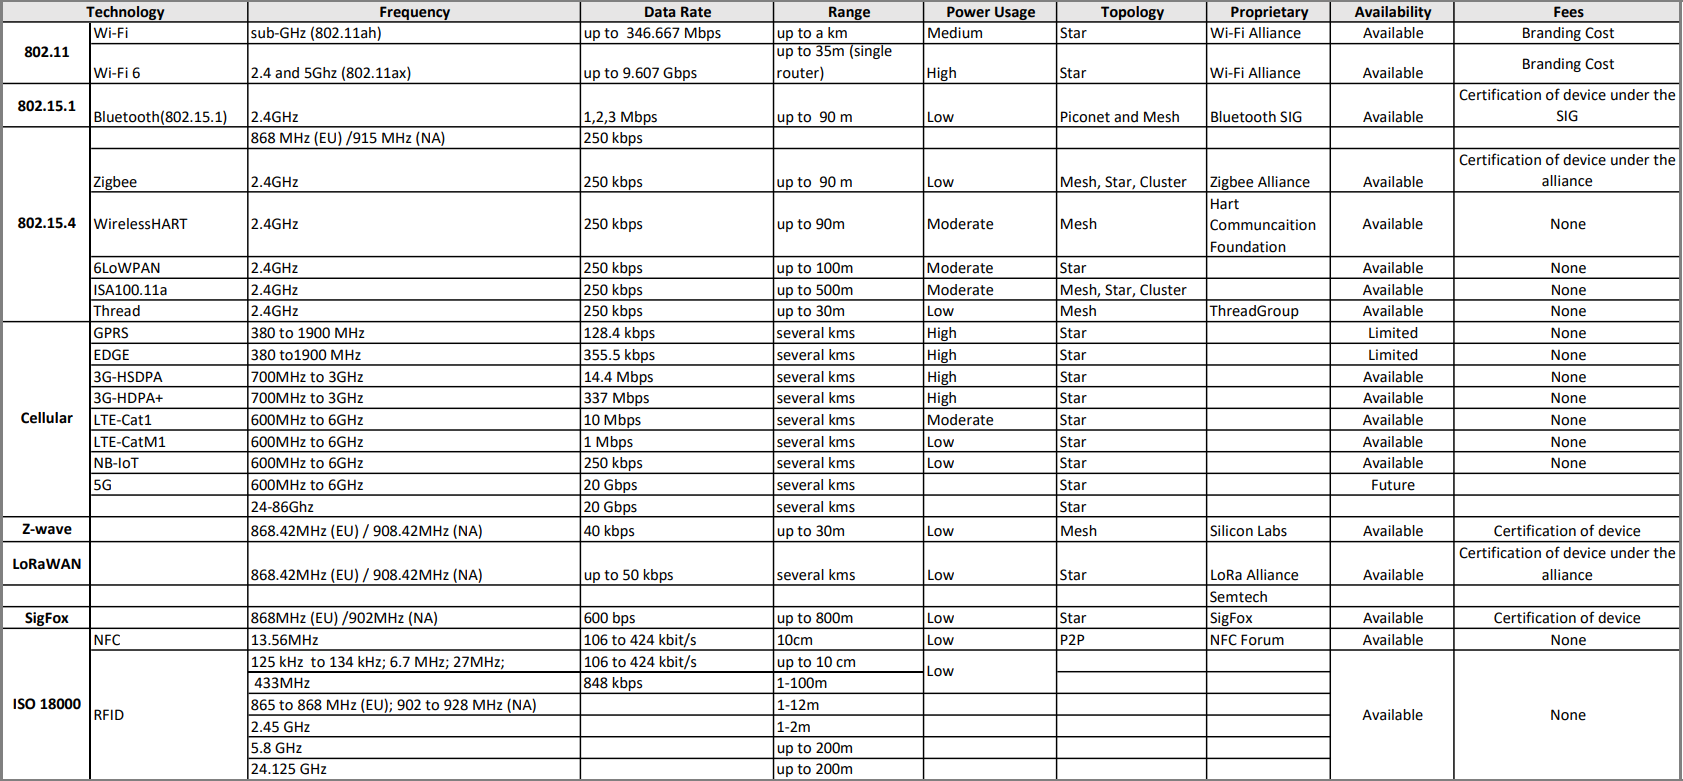 Technology Frequency Data Rate Range Power Usage Topology Proprietary Availability Fees
802.11
Wi-Fi sub-GHz (802.11ah) up to 346.667 Mbps up to a km Medium Star Wi-Fi Alliance Available Branding Cost
Wi-Fi 6 2.4 and 5Ghz (802.11ax) up to 9.607 Gbps up to 35m (single
router) High Star Wi-Fi Alliance Available Branding Cost
802.15.1
Bluetooth(802.15.1) 2.4GHz 1,2,3 Mbps up to 90 m Low Piconet and Mesh Bluetooth SIG Available Certification of device under the
SIG
802.15.4
868 MHz (EU) /915 MHz (NA) 250 kbps
Zigbee 2.4GHz 250 kbps up to 90 m Low Mesh, Star, Cluster Zigbee Alliance Available Certification of device under the
alliance
WirelessHART 2.4GHz 250 kbps up to 90m Moderate Mesh Hart
Communcaition
Foundation Available None
6LoWPAN 2.4GHz 250 kbps up to 100m Moderate Star Available None
ISA100.11a 2.4GHz 250 kbps up to 500m Moderate Mesh, Star, Cluster Available None
Thread 2.4GHz 250 kbps up to 30m Low Mesh ThreadGroup Available None
Cellular
GPRS 380 to 1900 MHz 128.4 kbps several kms High Star Limited None
EDGE 380 to1900 MHz 355.5 kbps several kms High Star Limited None
3G-HSDPA 700MHz to 3GHz 14.4 Mbps several kms High Star Available None
3G-HDPA+ 700MHz to 3GHz 337 Mbps several kms High Star Available None
LTE-Cat1 600MHz to 6GHz 10 Mbps several kms Moderate Star Available None
LTE-CatM1 600MHz to 6GHz 1 Mbps several kms Low Star Available None
NB-IoT 600MHz to 6GHz 250 kbps several kms Low Star Available None
5G 600MHz to 6GHz 20 Gbps several kms Star Future
24-86Ghz 20 Gbps several kms Star
Z-wave 868.42MHz (EU) / 908.42MHz (NA) 40 kbps up to 30m Low Mesh Silicon Labs Available Certification of device
LoRaWAN 868.42MHz (EU) / 908.42MHz (NA) up to 50 kbps several kms Low Star LoRa Alliance Available Certification of device under the
alliance
Semtech
SigFox 868MHz (EU) /902MHz (NA) 600 bps up to 800m Low Star SigFox Available Certification of device
ISO 18000
NFC 13.56MHz 106 to 424 kbit/s 10cm Low P2P NFC Forum Available None
RFID
125 kHz to 134 kHz; 6.7 MHz; 27MHz; 106 to 424 kbit/s up to 10 cm Low
433MHz 848 kbps 1-100m
865 to 868 MHz (EU); 902 to 928 MHz (NA) 1-12m Available None
2.45 GHz 1-2m
5.8 GHz up to 200m
24.125 GHz up to 200m